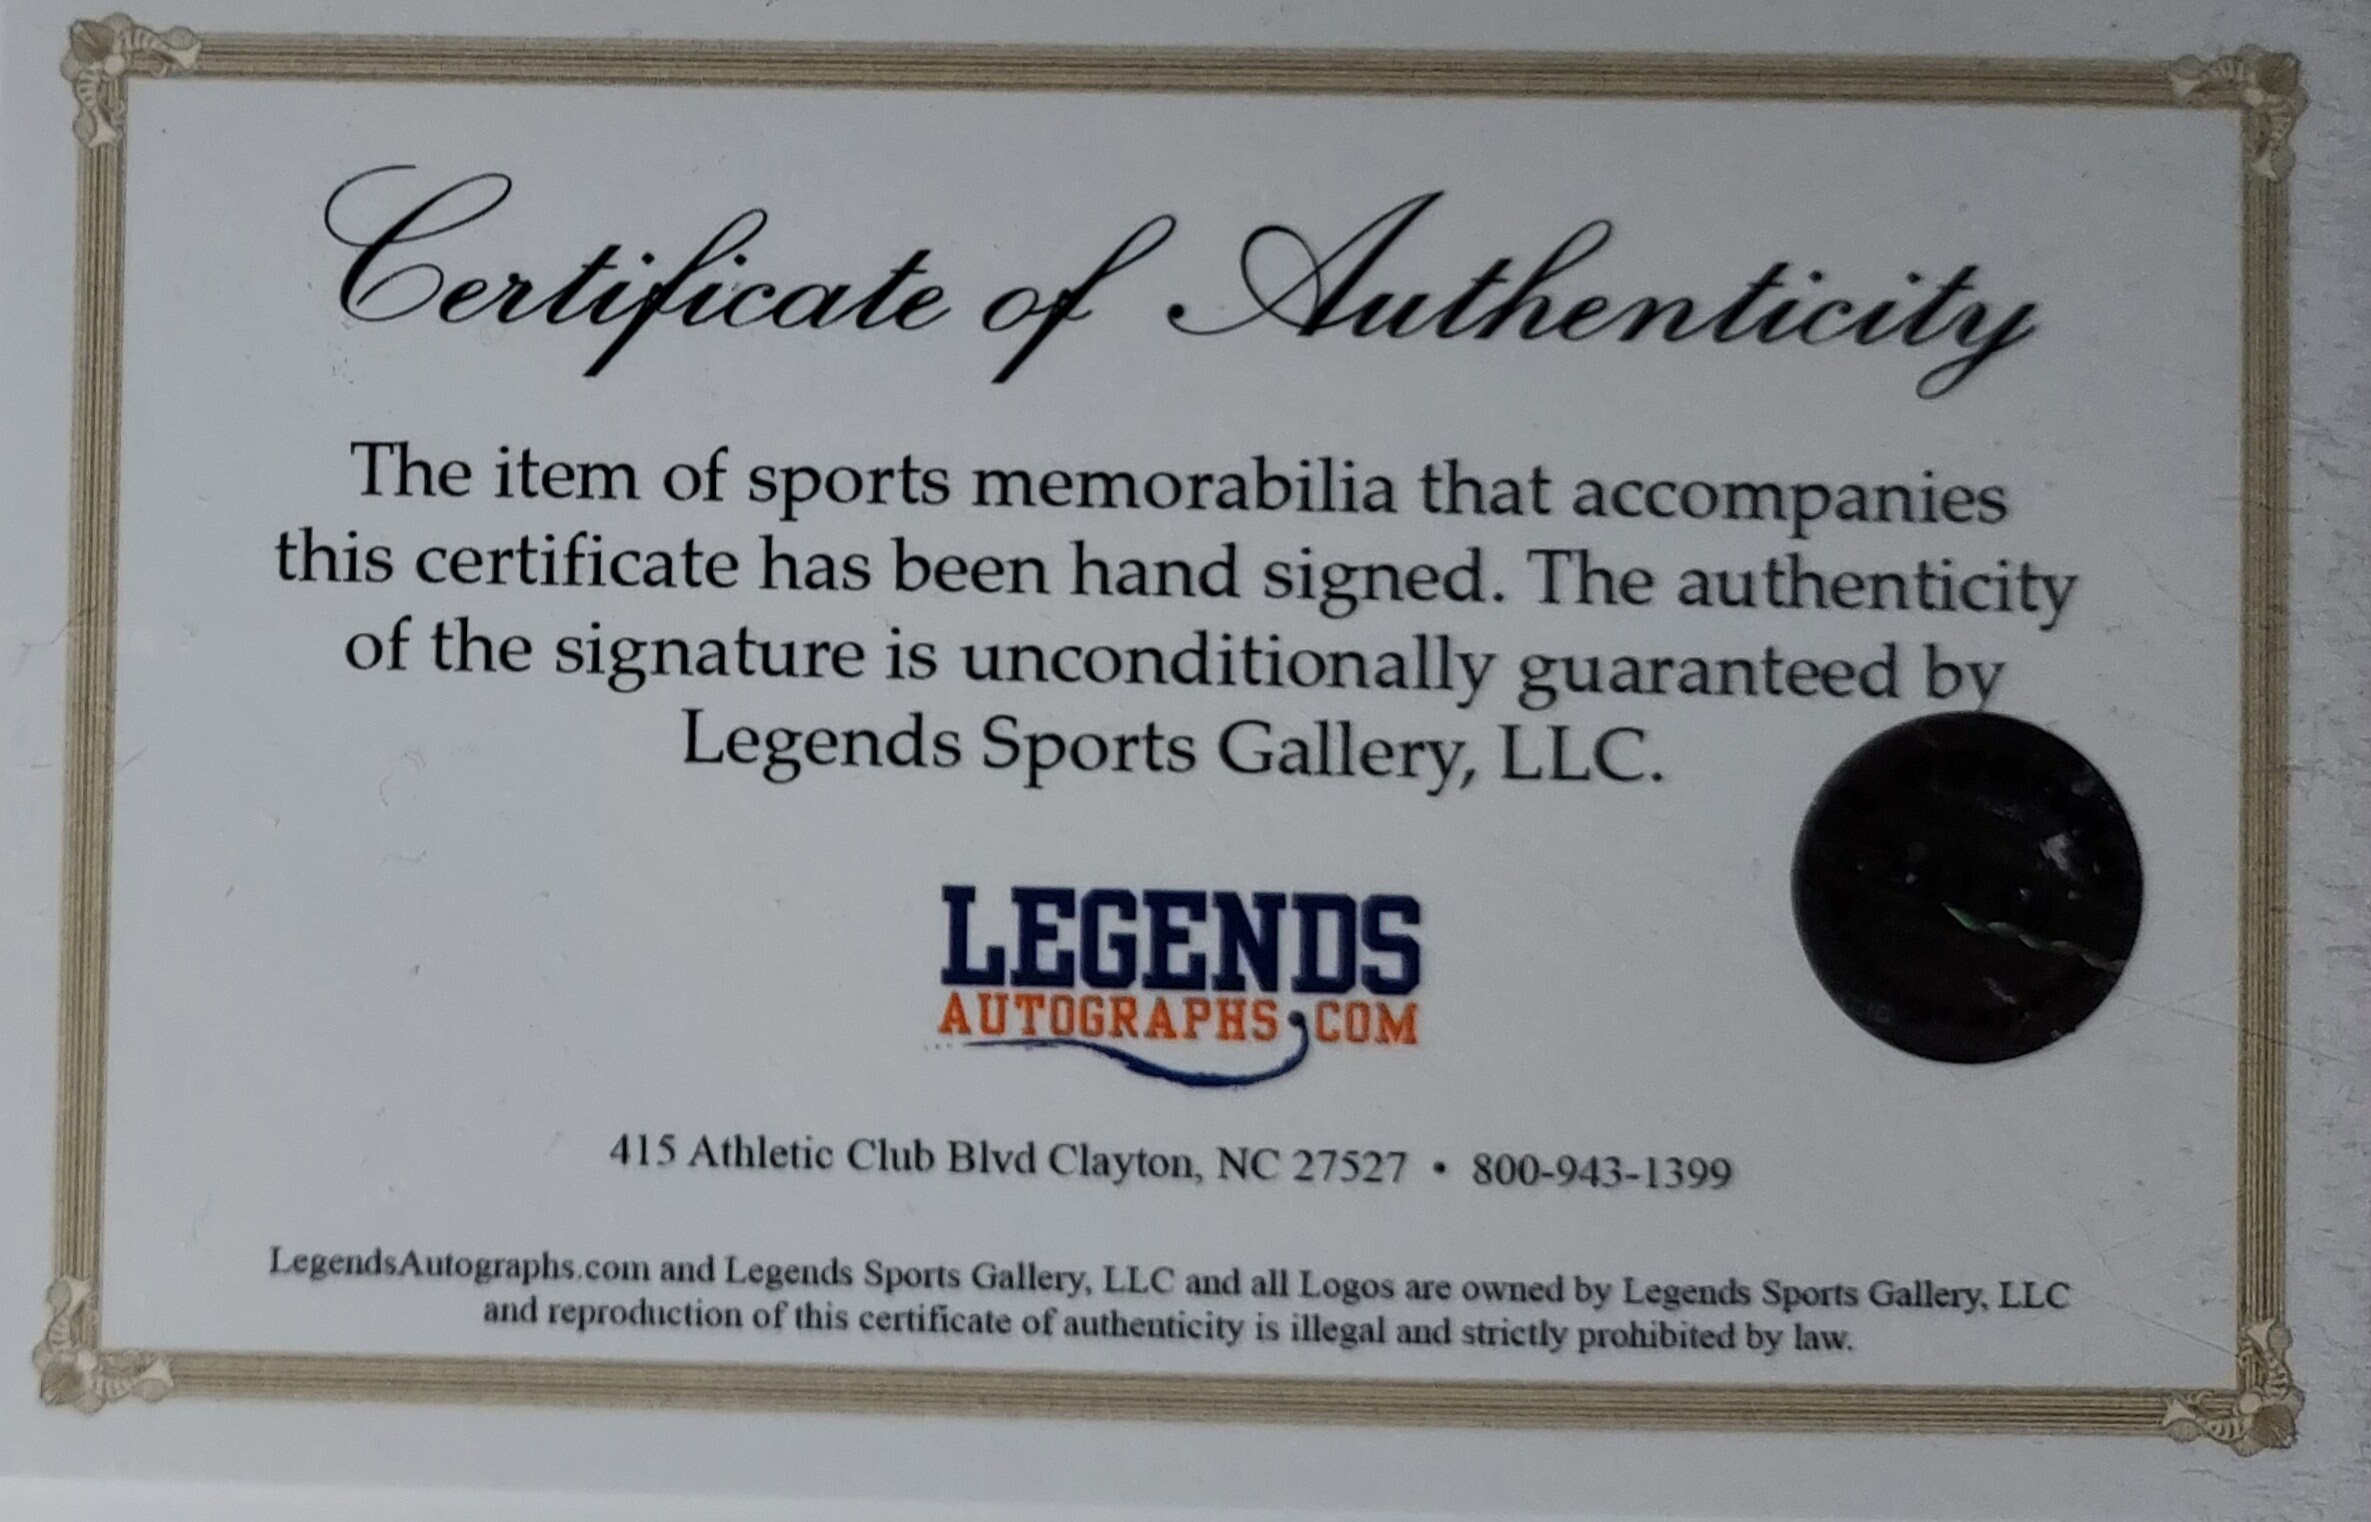 Certificate of Authenticity
The item of sports memorabilia that accompanies
this certificate has been hand signed. The authenticity
of the signature is unconditionally guaranteed by
Legends Sports Gallery, LLC.
LEGENDS
AUTOGRAPHS.COM
415 Athletic Club Blvd Clayton, NC 27527 • 800-943-1399
LegendsAutographs.com and Legends Sports Gallery, LLC and all Logos are owned by Legends Sports Gallery, LLC
and reproduction of this certificate of authenticity is illegal and strictly prohibited by law.